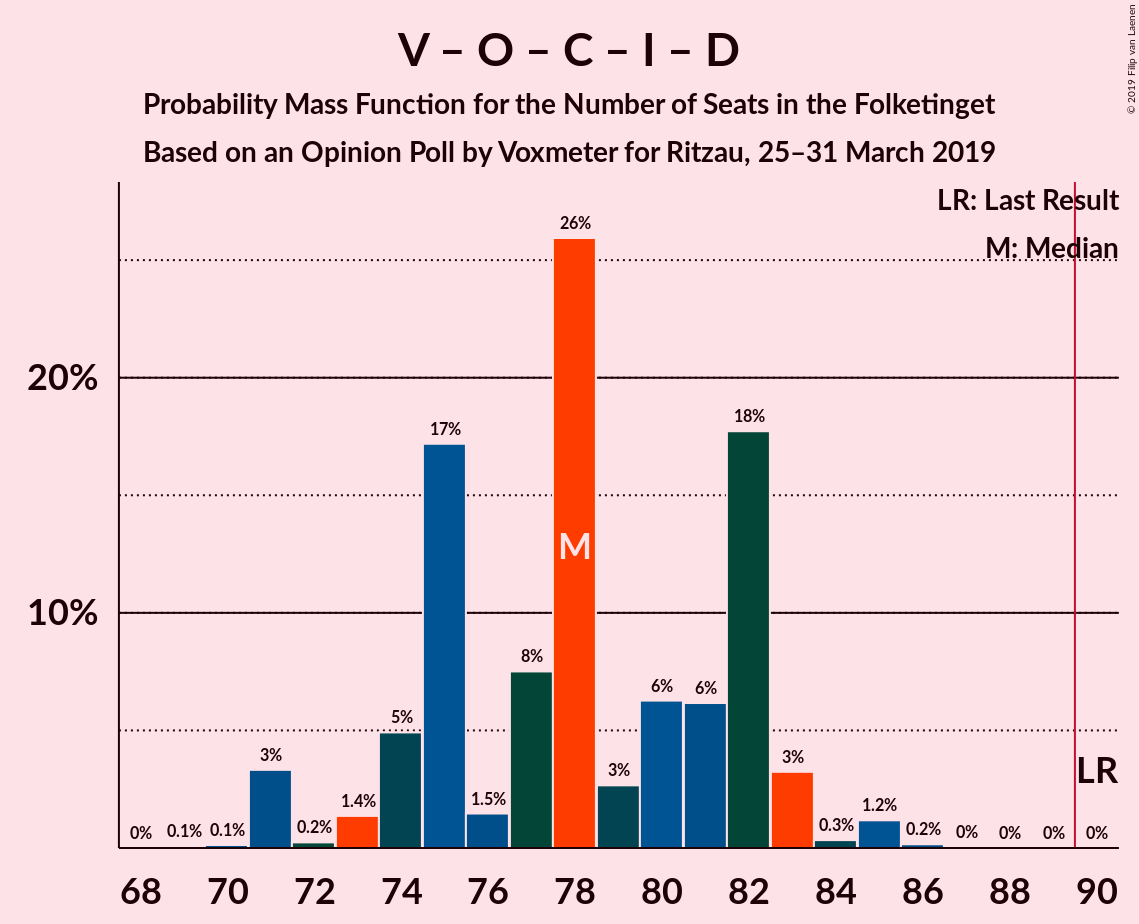 V – O – C – I – D
Probability Mass Function for the Number of Seats in the Folketinget
Based on an Opinion Poll by Voxmeter for Ritzau, 25–31 March 2019
© 2019 Filip van Laenen
LR: Last Result
M: Median
20%
10%
0%
0.1%
0.1%
3%
0.2%
1.4%
5%
17%
1.5%
8%
26%
3%
6%
6%
18%
3%
0.3%
1.2%
0.2%
0%
0%
0%
0%
M
LR
68 70 72 74 76 78 80 82 84 86 88 90